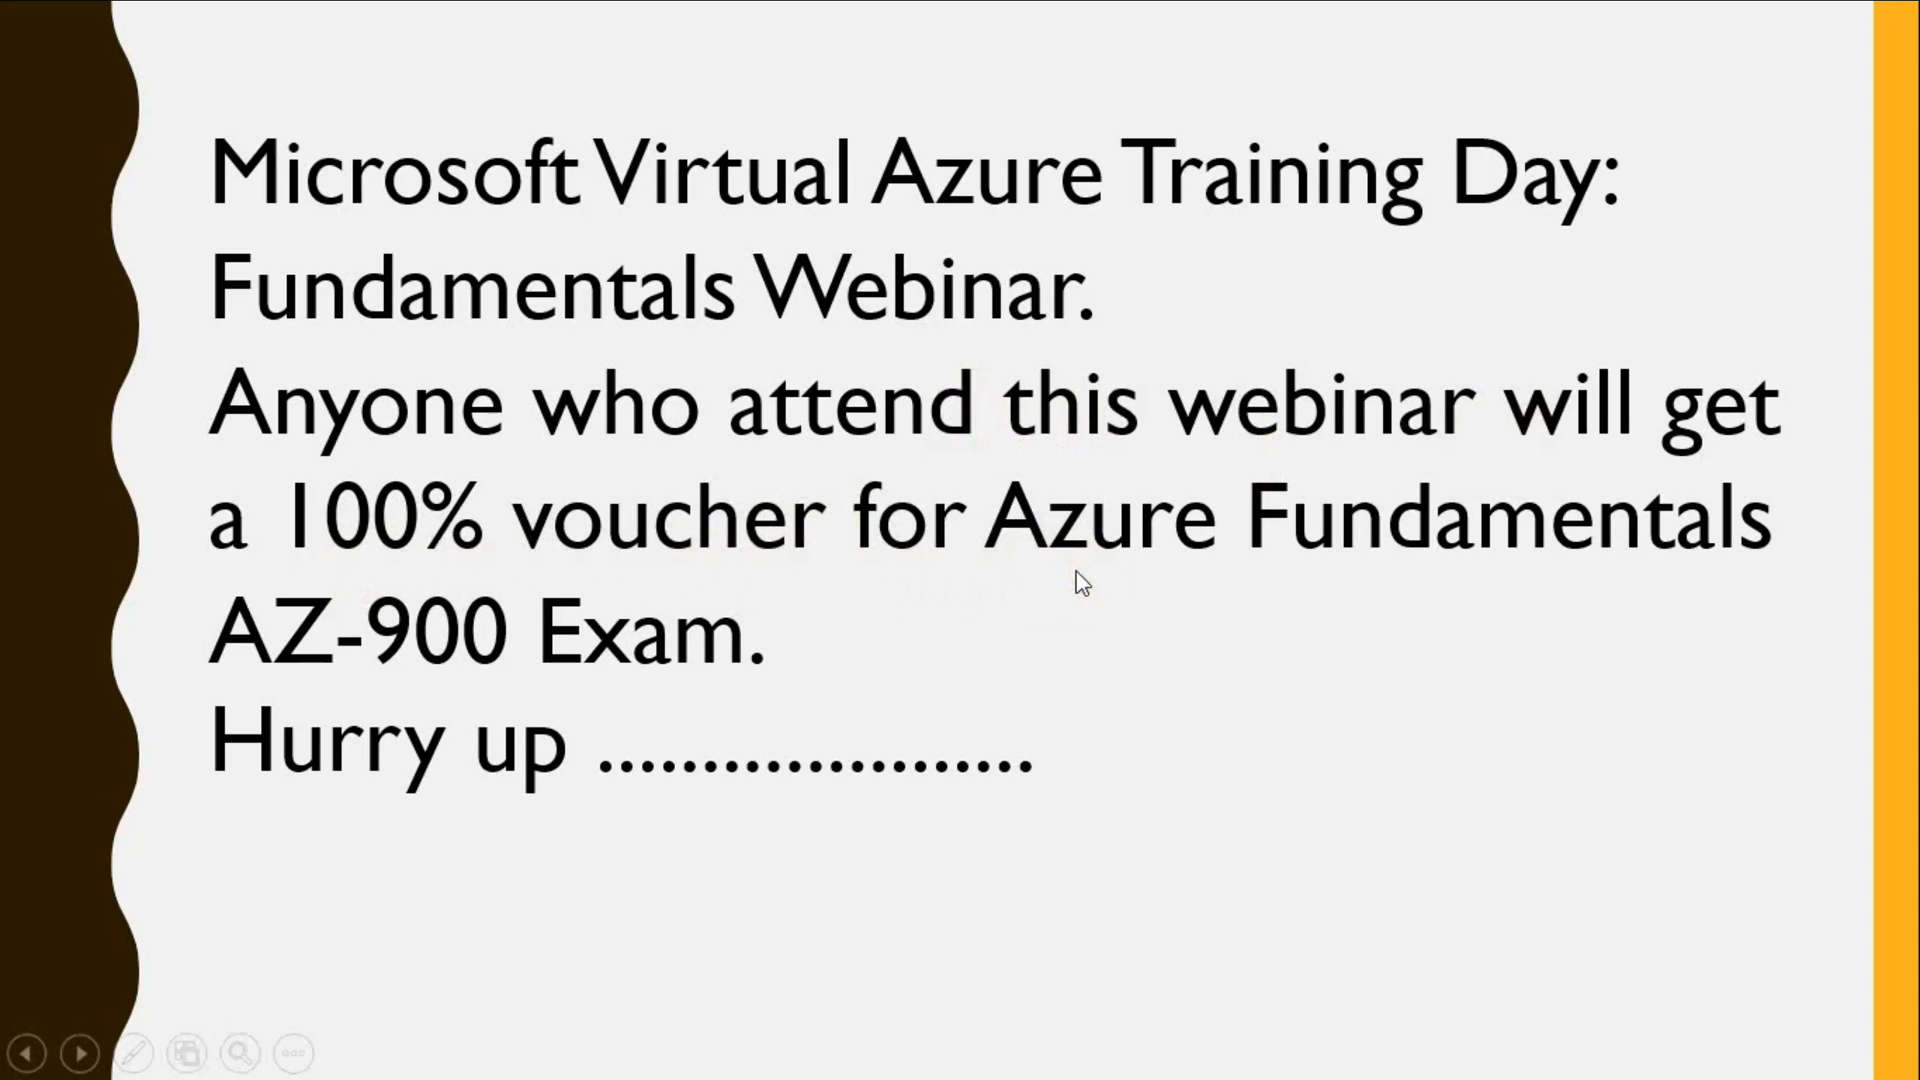 Microsoft Virtual Azure Training Day:
Fundamentals Webinar.
Anyone who attend this webinar will get
a 100% voucher for Azure Fundamentals
AZ-900 Exam.
Hurry up .....................